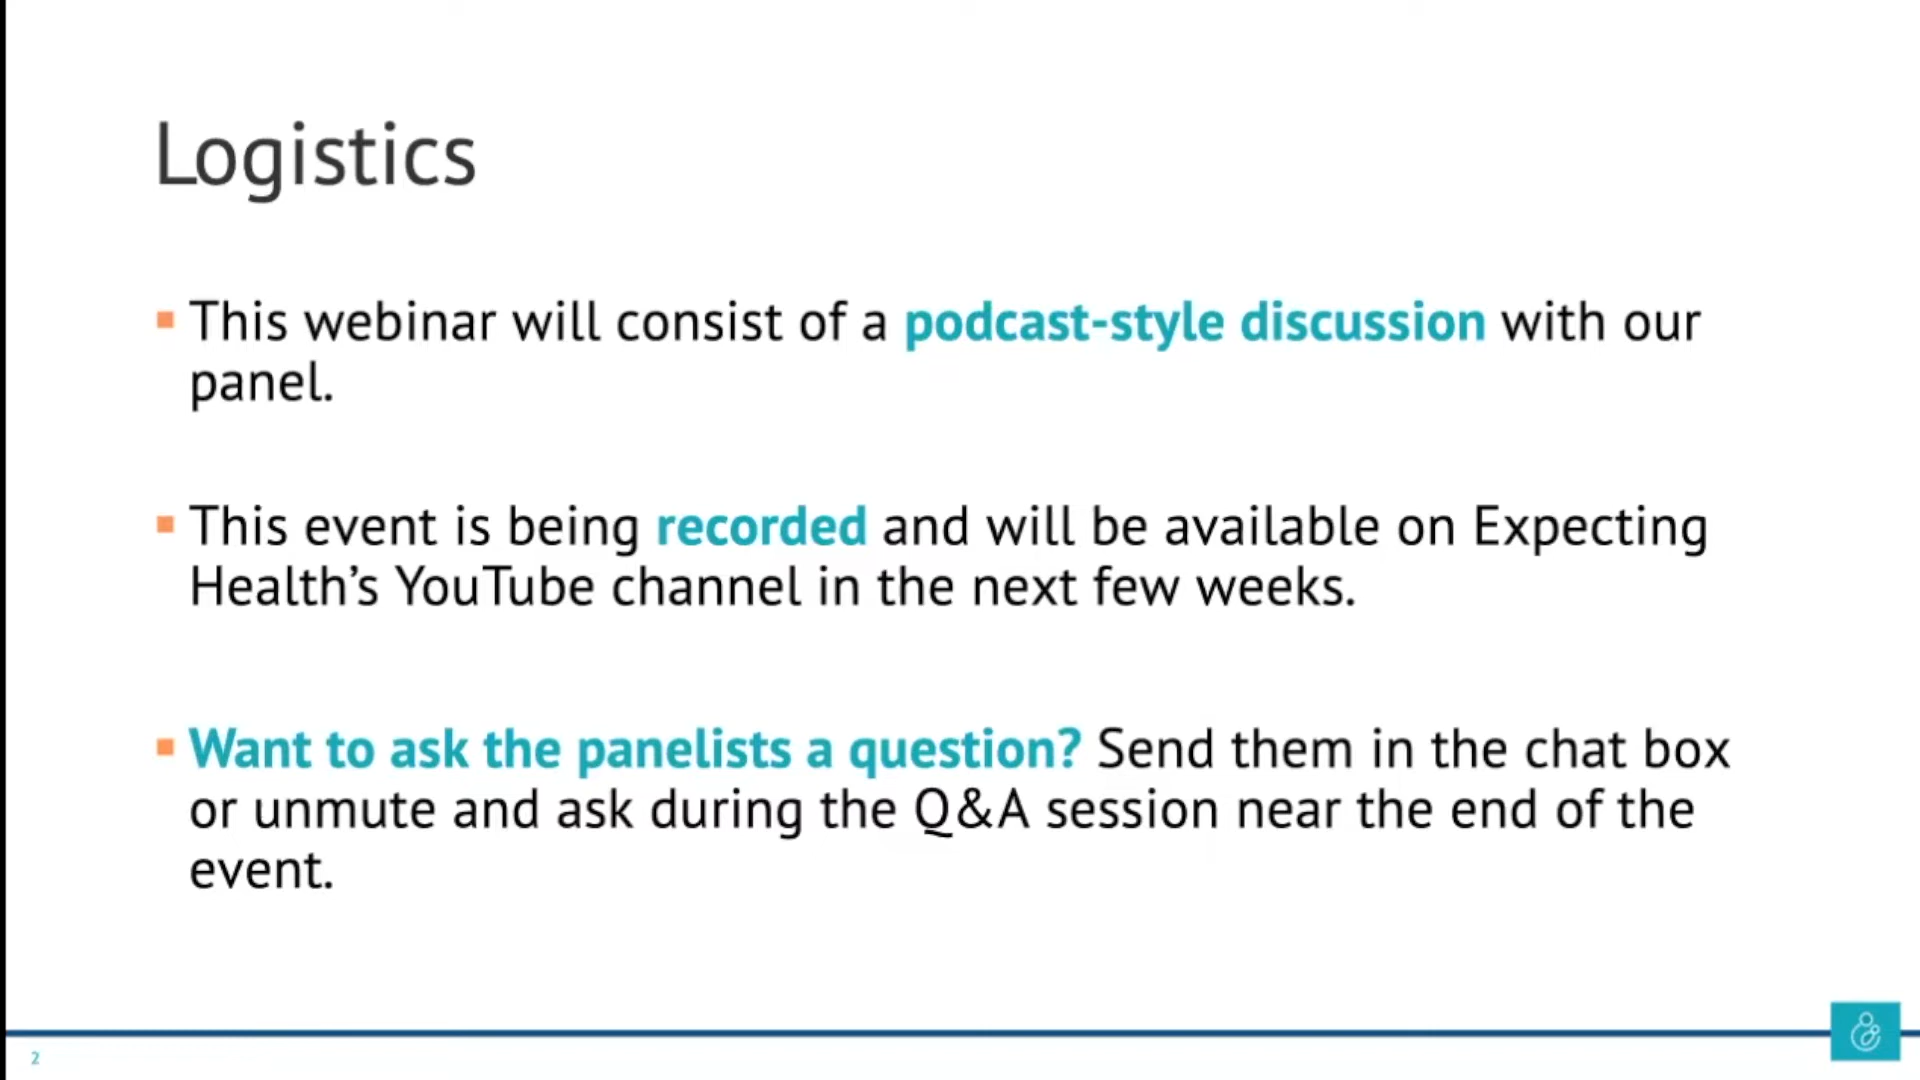 Logistics
▪ This webinar will consist of a podcast-style discussion with our
panel.
▪ This event is being recorded and will be available on Expecting
Health’s YouTube channel in the next few weeks.
▪ Want to ask the panelists a question? Send them in the chat box
or unmute and ask during the Q&A session near the end of the
event.
2